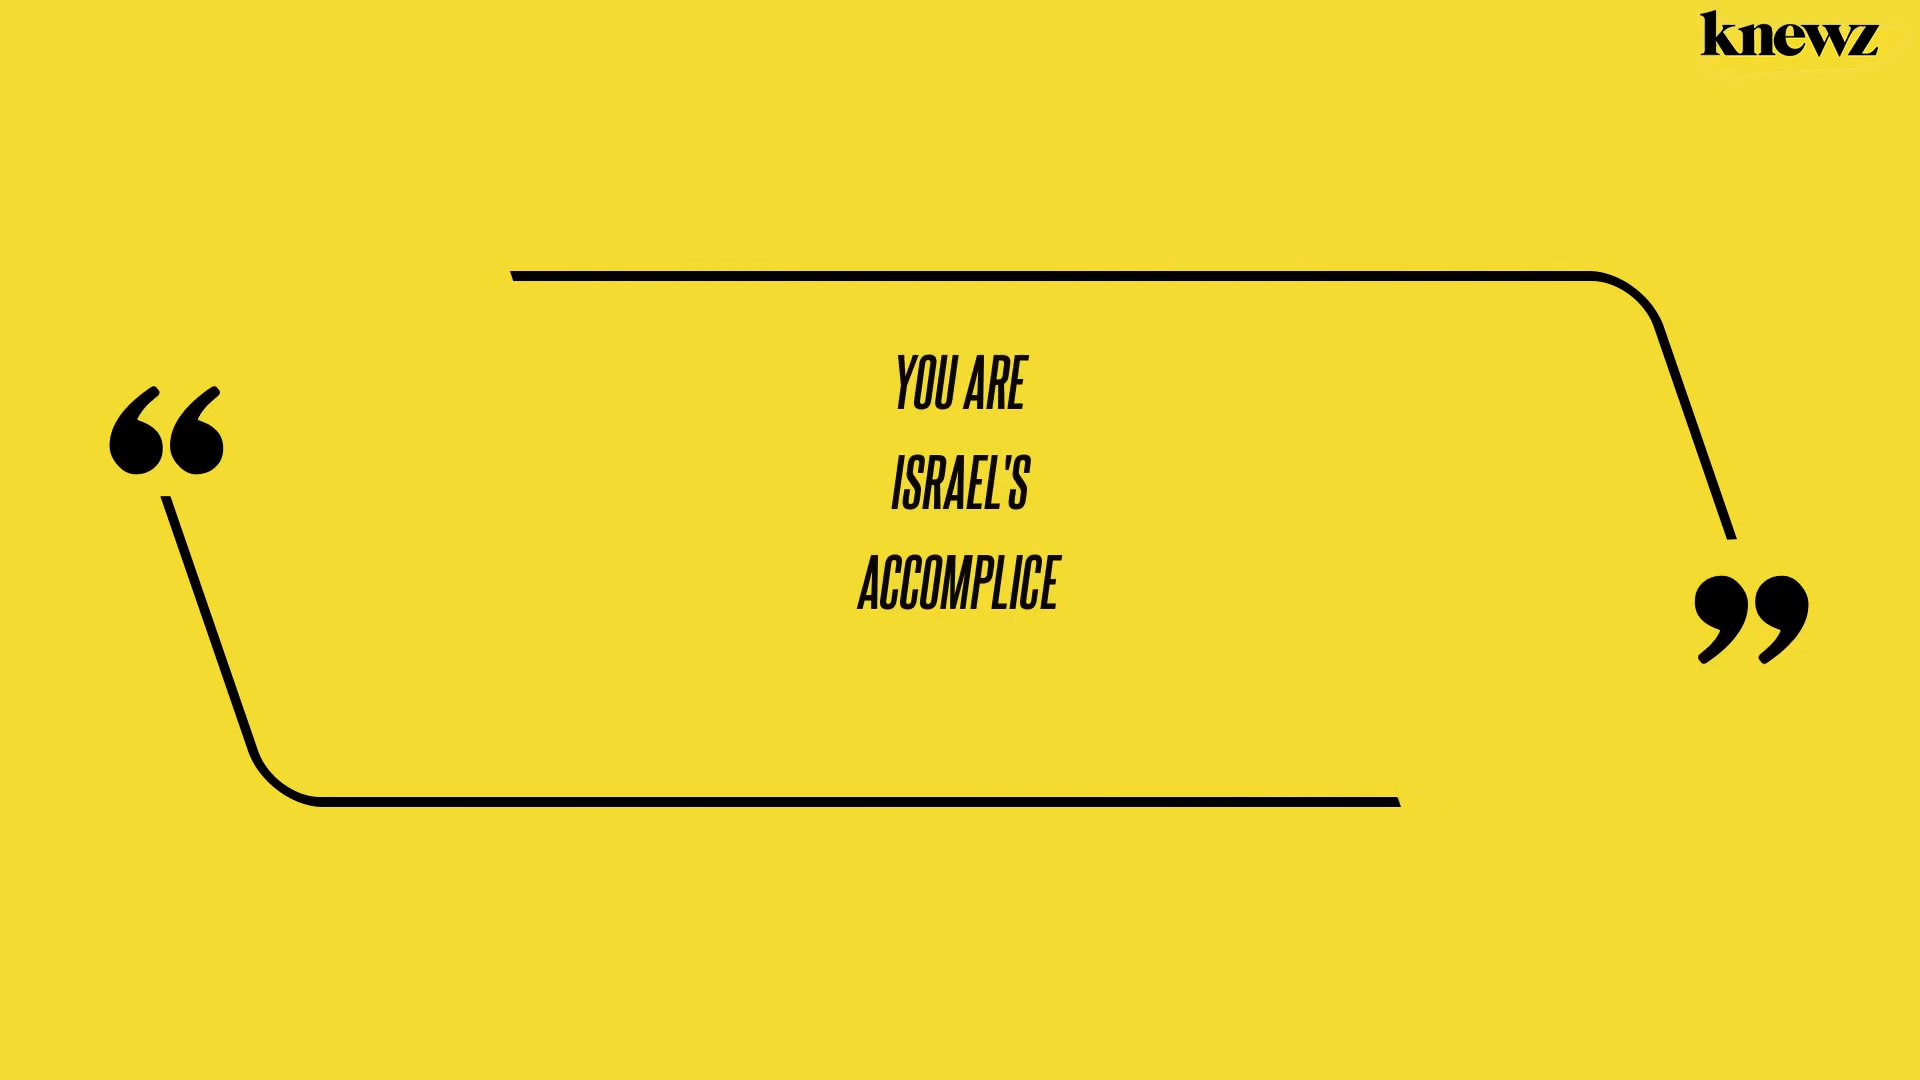 knewz
“
YOU ARE
ISRAEL'S
ACCOMPLICE
”